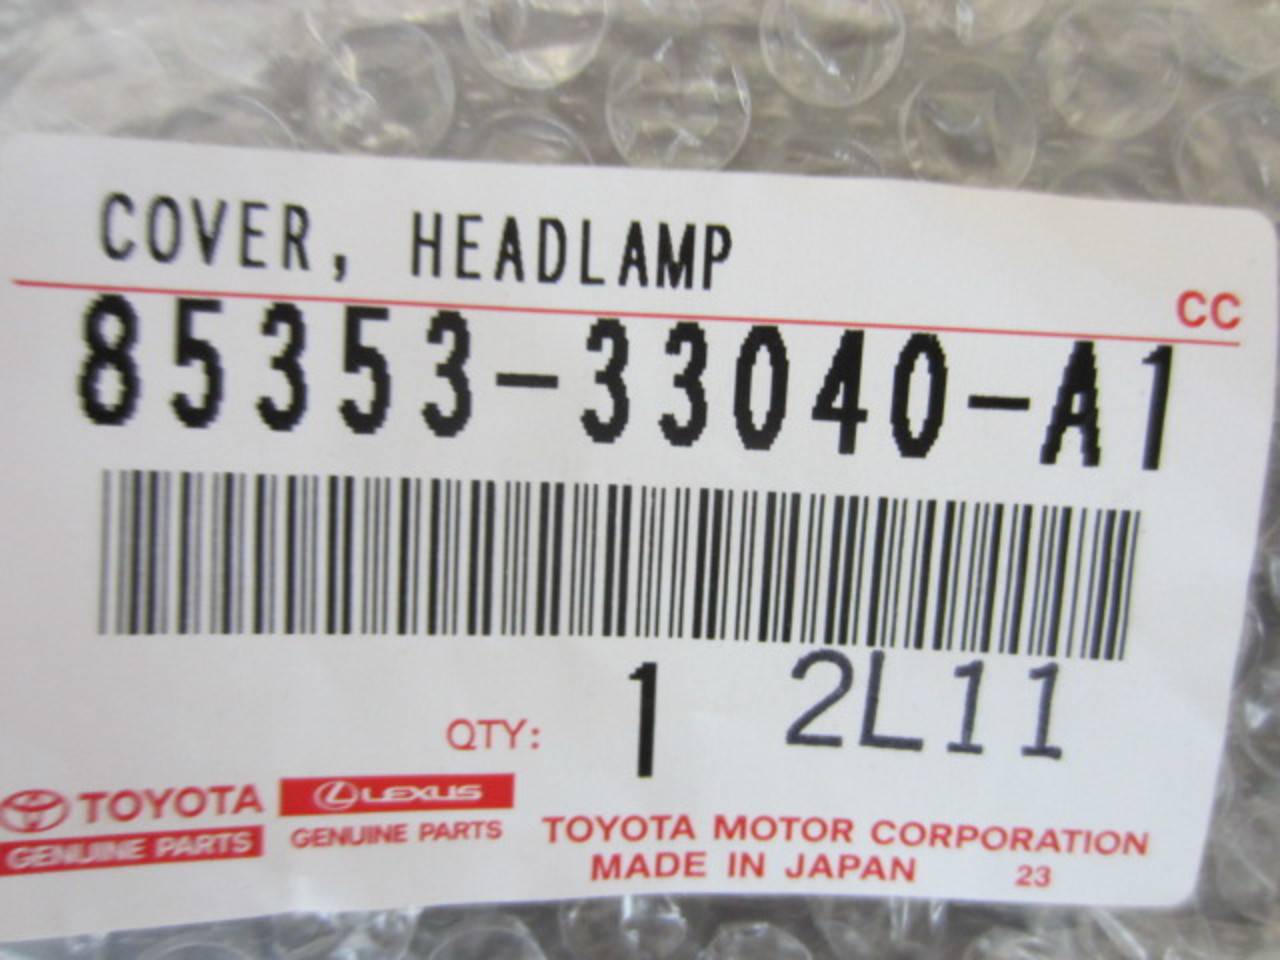 COVER, HEADLAMP
CC
85353-33040-A1
QTY: 1 2L11
TOYOTA
GENUINE PARTS
LEXUS
GENUINE PARTS
TOYOTA MOTOR CORPORATION
MADE IN JAPAN 23